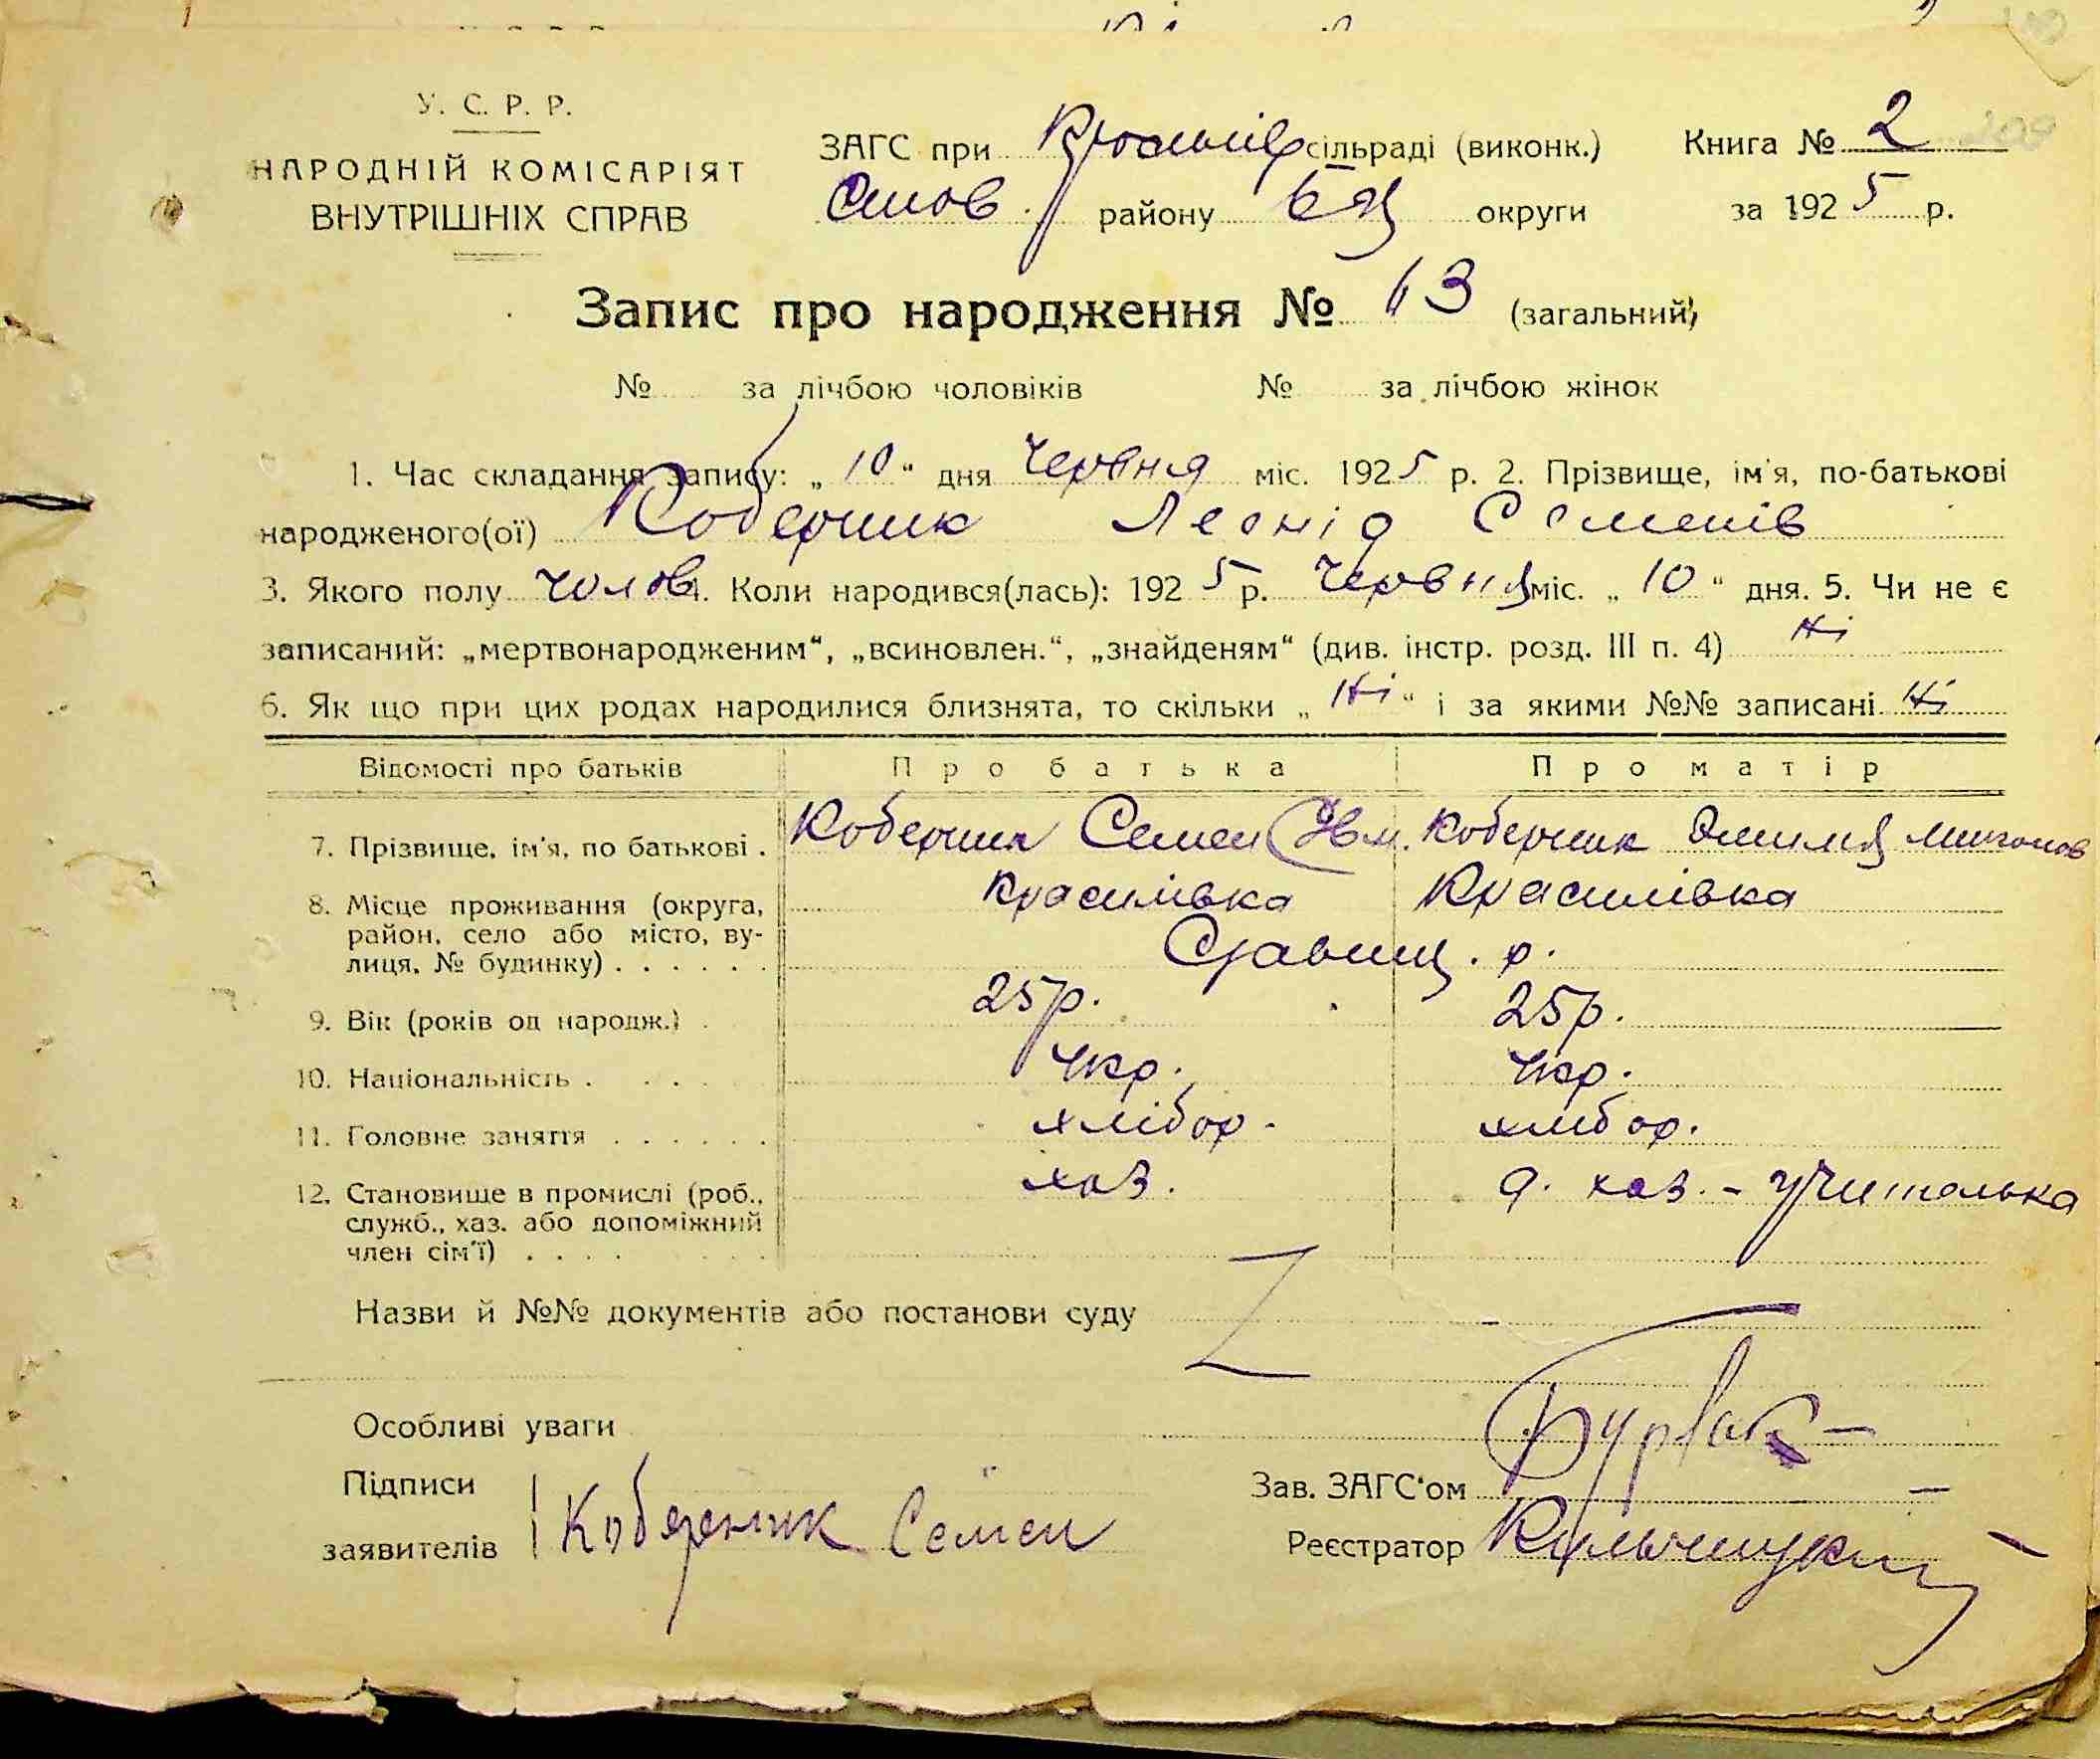 У. С. Р. Р.
НАРОДНІЙ КОМІСАРІЯТ
ВНУТРІШНІХ СПРАВ
ЗАГС при сільраді (виконк.) Книга № 2
району округи за 1925 р.
Запис про народження № 13 (загальний)
№ за лічбою чоловіків № за лічбою жінок
1. Час складання запису: „ 10 “ дня Червня міс. 1925 р. 2. Прізвище, ім'я, по-батькові
народженого(ої) Коберник Леонід Семенів
3. Якого полу чолов 4. Коли народився(лась): 1925 р. Червня міс. „ 10 “ дня. 5. Чи не є
записаний: „мертвонародженим“, „всиновлен.“, „знайденям“ (див. інстр. розд. III п. 4) Ні
6. Як що при цих родах народилися близнята, то скільки „ Ні “ і за якими №№ записані Ні
Відомості про батьків Про батька Про матір
7. Прізвище, ім'я, по батькові . Коберник Семен Коберник Эмилия
8. Місце проживання (округа, район, село або місто, ву-
лиця, № будинку) . . . . . . Красилівка Красилівка
Ставищ. р.
9. Вік (років од народж.) . 25р. 25р.
10. Національність . . . . Укр. Укр.
11. Головне заняття . . . . . . хлібор. хлібор.
12. Становище в промислі (роб.,
служб., хаз. або допоміжний
член сім'ї) . . . . хаз. д. хаз. - учителька
Назви й №№ документів або постанови суду
Особливі уваги
Підписи
заявителів Коберник Семен
Зав. ЗАГС'ом
Реєстратор